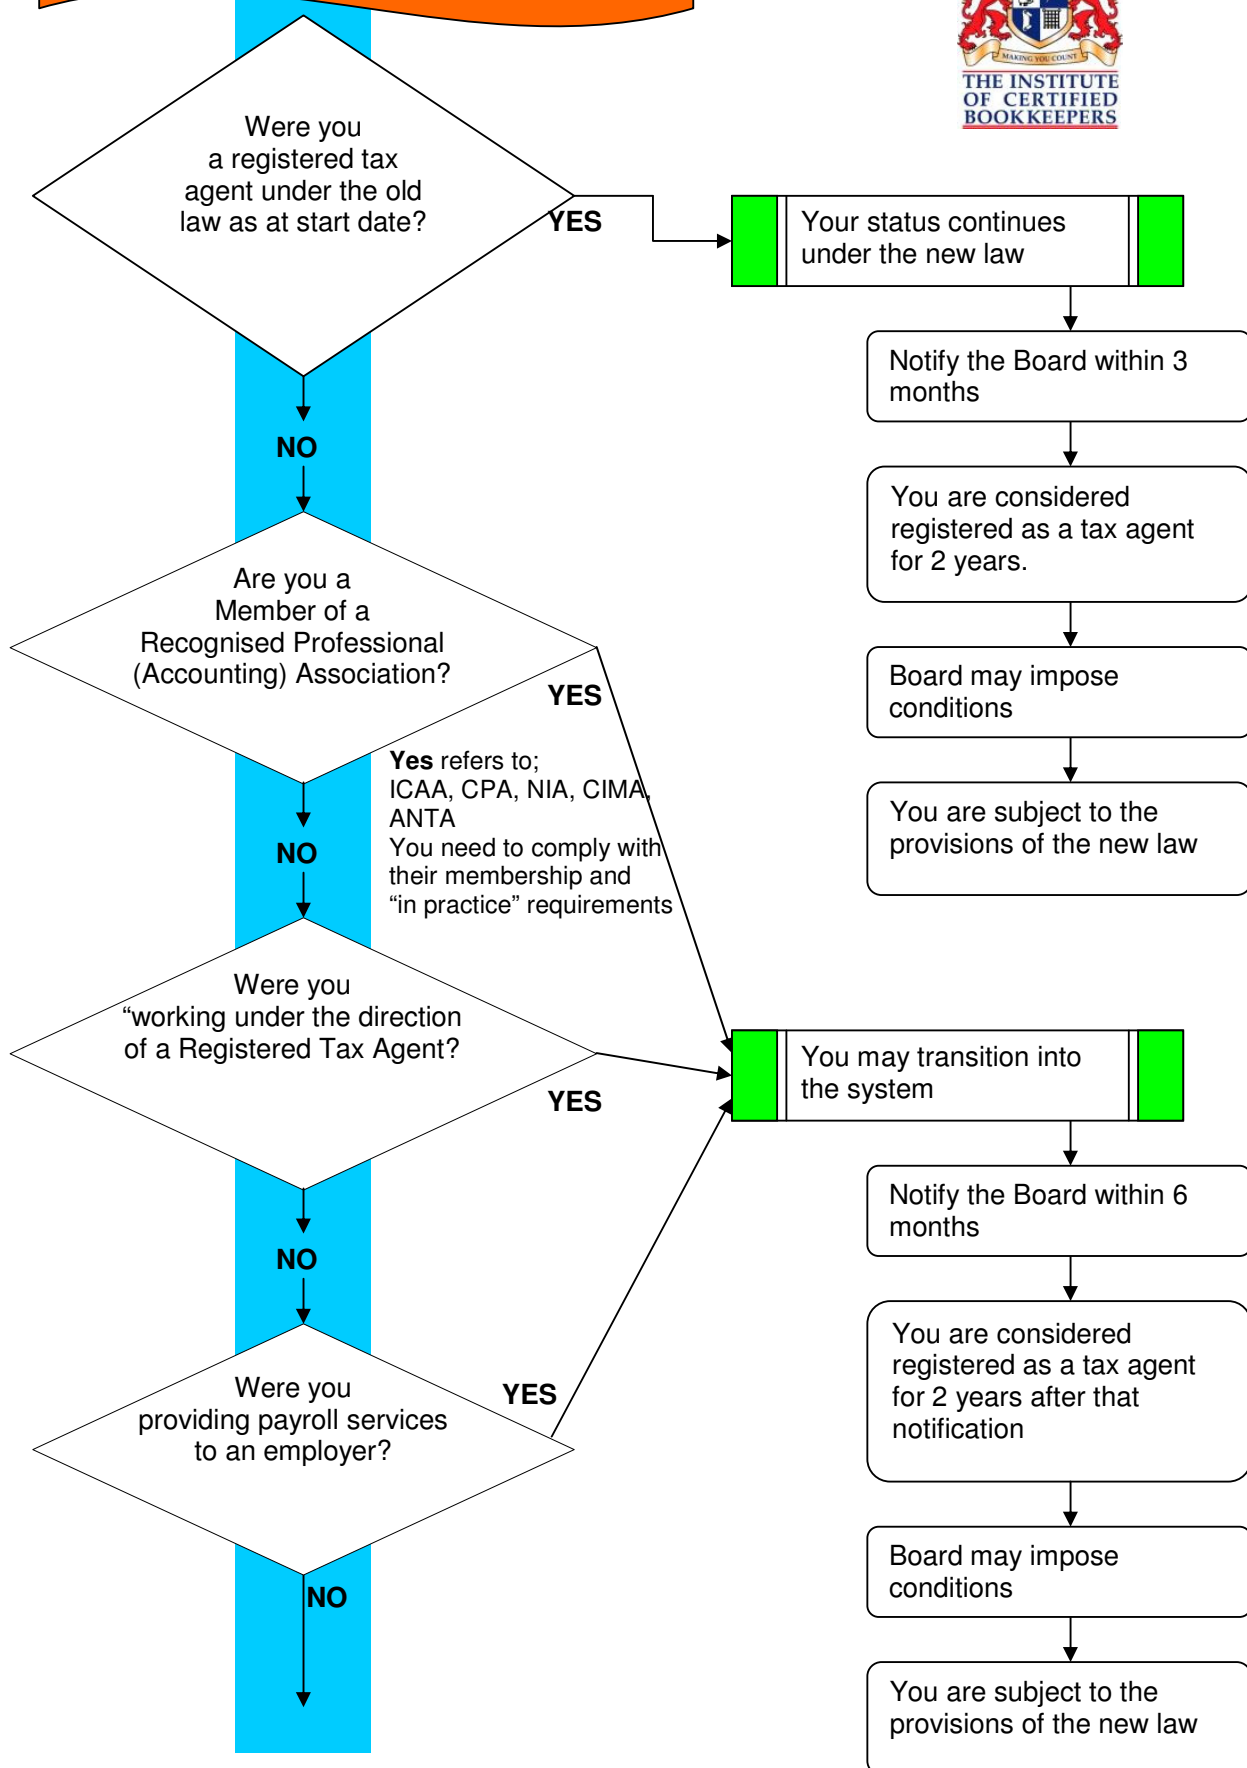 MAKING YOU COUNT
THE INSTITUTE
OF CERTIFIED
BOOKKEEPERS
Were you
a registered tax
agent under the old
law as at start date?
YES
Your status continues
under the new law
Notify the Board within 3
months
NO
You are considered
registered as a tax agent
for 2 years.
Are you a
Member of a
Recognised Professional
(Accounting) Association?
YES
Board may impose
conditions
Yes refers to;
ICAA, CPA, NIA, CIMA,
ANTA
You need to comply with
their membership and
“in practice” requirements
You are subject to the
provisions of the new law
NO
Were you
“working under the direction
of a Registered Tax Agent?
YES
You may transition into
the system
Notify the Board within 6
months
NO
You are considered
registered as a tax agent
for 2 years after that
notification
Were you
providing payroll services
to an employer?
YES
Board may impose
conditions
NO
You are subject to the
provisions of the new law